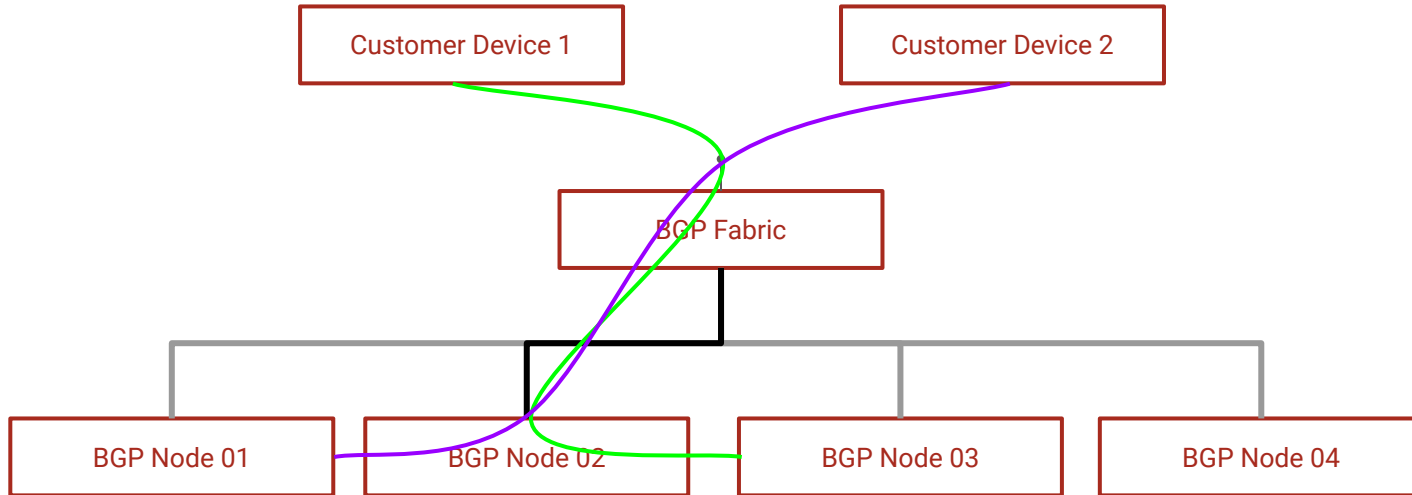 Customer Device 1
Customer Device 2
BGP Fabric
BGP Node 01
BGP Node 02
BGP Node 03
BGP Node 04